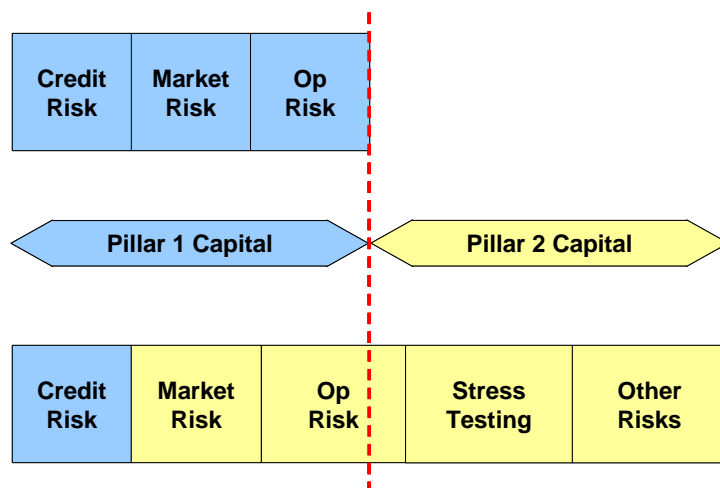 Credit Market Op
Risk Risk Risk
Pillar 1 Capital Pillar 2 Capital
Credit Market Op Stress Other
Risk Risk Risk Testing Risks